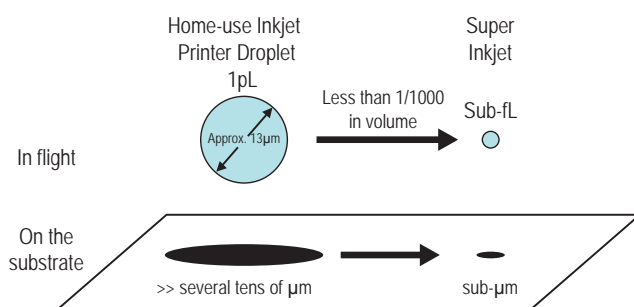 Home-use Inkjet
Printer Droplet
1pL
Super
Inkjet
Less than 1/1000
in volume
Sub-fL
Approx. 13µm
In flight
On the
substrate
>> several tens of µm
sub-µm